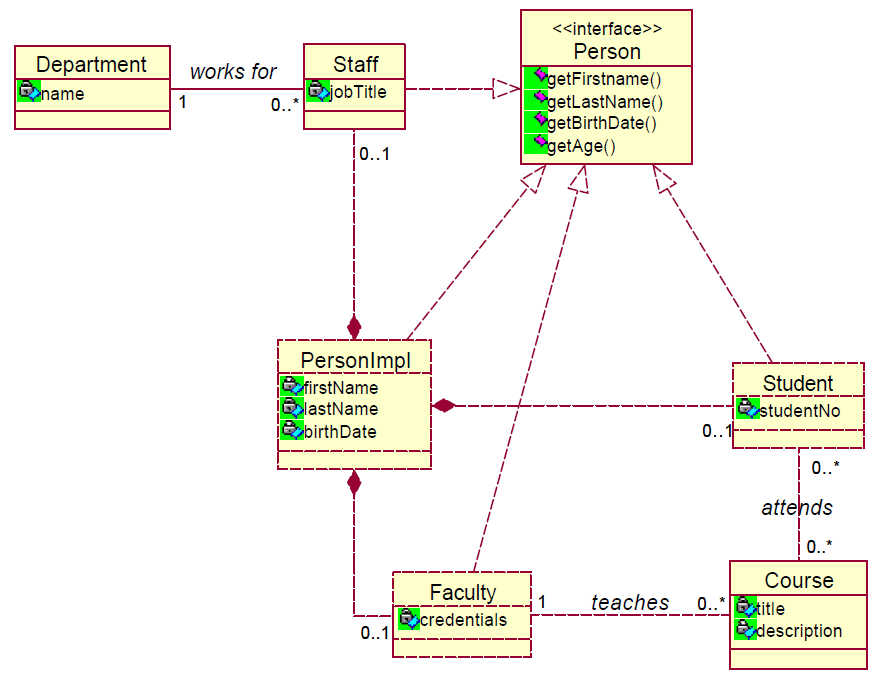 <<interface>>
Person
getFirstname()
getLastName()
getBirthDate()
getAge()
Department
name
works for
1
0..*
Staff
jobTitle
0..1
PersonImpl
firstName
lastName
birthDate
Student
studentNo
0..1
0..*
attends
0..*
Faculty
credentials
0..1
1
teaches
0..*
Course
title
description